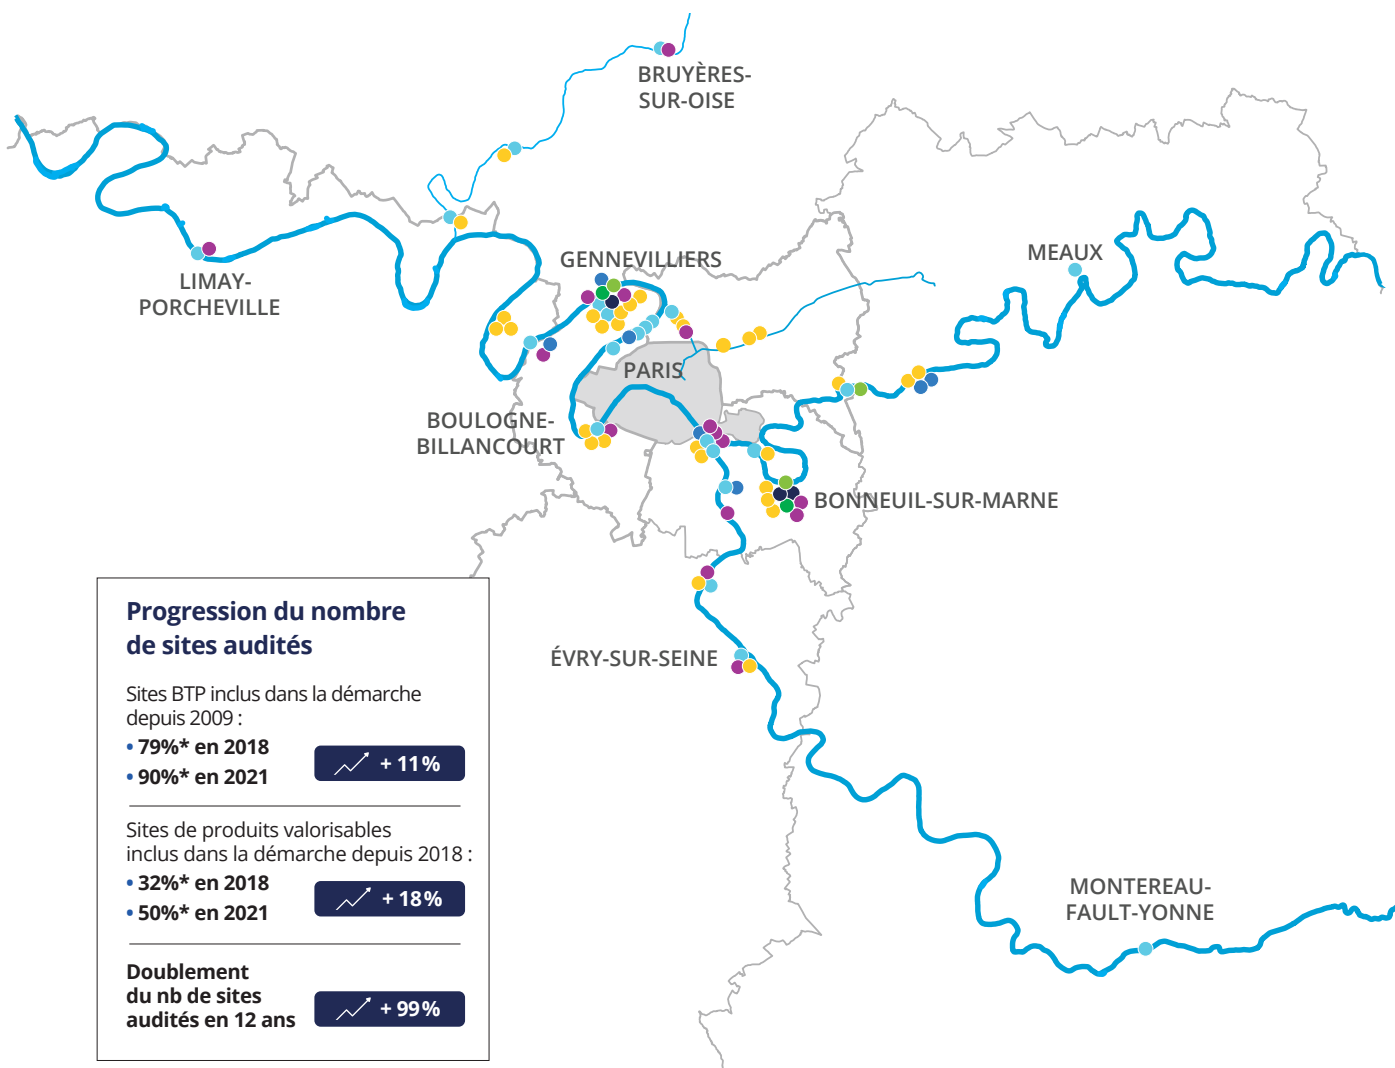 BRUYÈRES-
SUR-OISE
GENNEVILLIERS
MEAUX
LIMAY-
PORCHEVILLE
PARIS
BOULOGNE-
BILLANCOURT
BONNEUIL-SUR-MARNE
ÉVRY-SUR-SEINE
MONTEREAU-
FAULT-YONNE
Progression du nombre
de sites audités
Sites BTP inclus dans la démarche
depuis 2009 :
• 79%* en 2018
• 90%* en 2021
+ 11%
Sites de produits valorisables
inclus dans la démarche depuis 2018 :
• 32%* en 2018
• 50%* en 2021
+ 18%
Doublement
du nb de sites
audités en 12 ans
+ 99%